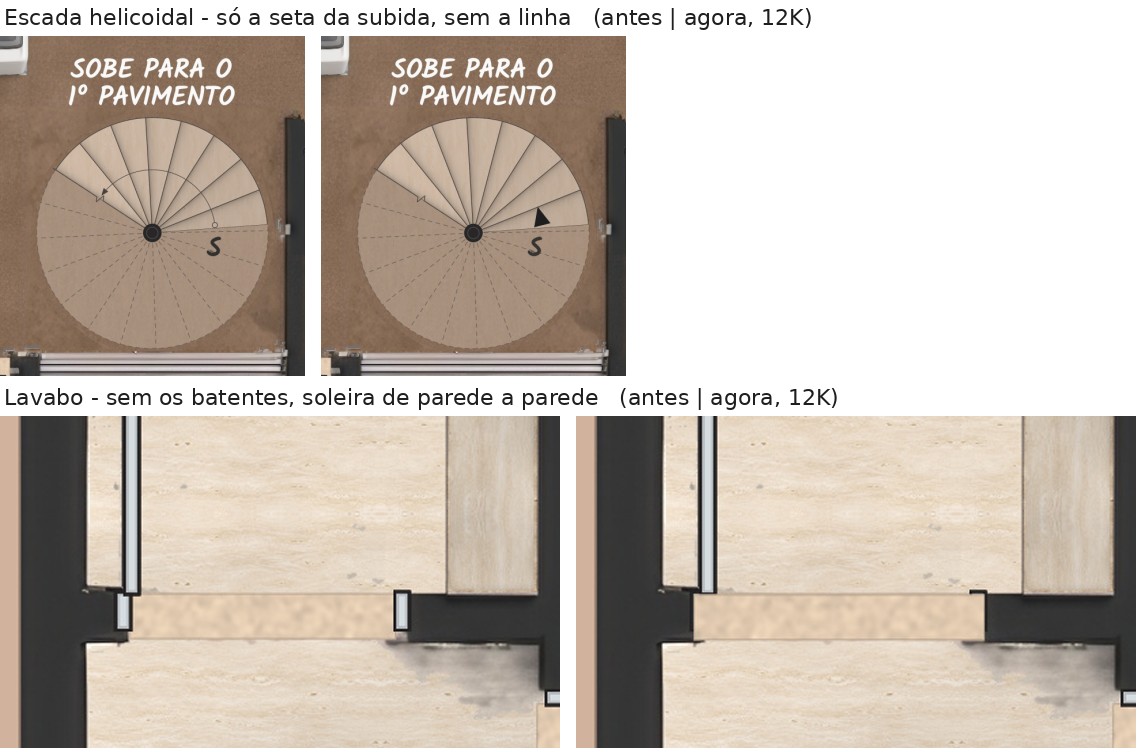 Escada helicoidal - só a seta da subida, sem a linha   (antes | agora, 12K)
SOBE PARA O
1º PAVIMENTO
S
SOBE PARA O
1º PAVIMENTO
S
Lavabo - sem os batentes, soleira de parede a parede   (antes | agora, 12K)